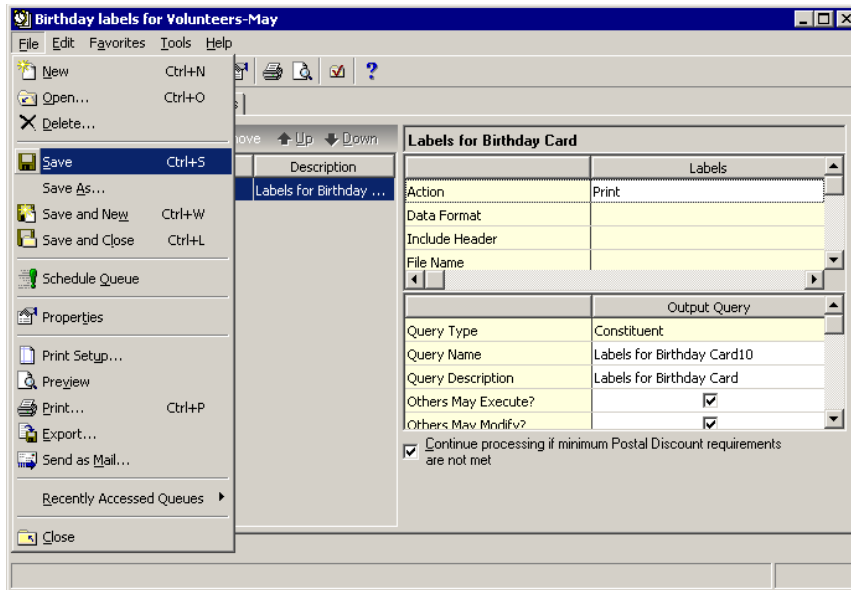 Birthday labels for Volunteers-May
File Edit Favorites Tools Help
New Ctrl+N
Open... Ctrl+O
Delete...
Save Ctrl+S
Save As...
Save and New Ctrl+W
Save and Close Ctrl+L
Schedule Queue
Properties
Print Setup...
Preview
Print... Ctrl+P
Export...
Send as Mail...
Recently Accessed Queues
Close
Up Down
Description
Labels for Birthday ...
Labels for Birthday Card
Labels
Action Print
Data Format
Include Header
File Name
Output Query
Query Type Constituent
Query Name Labels for Birthday Card10
Query Description Labels for Birthday Card
Others May Execute?
Others May Modify?
Continue processing if minimum Postal Discount requirements
are not met